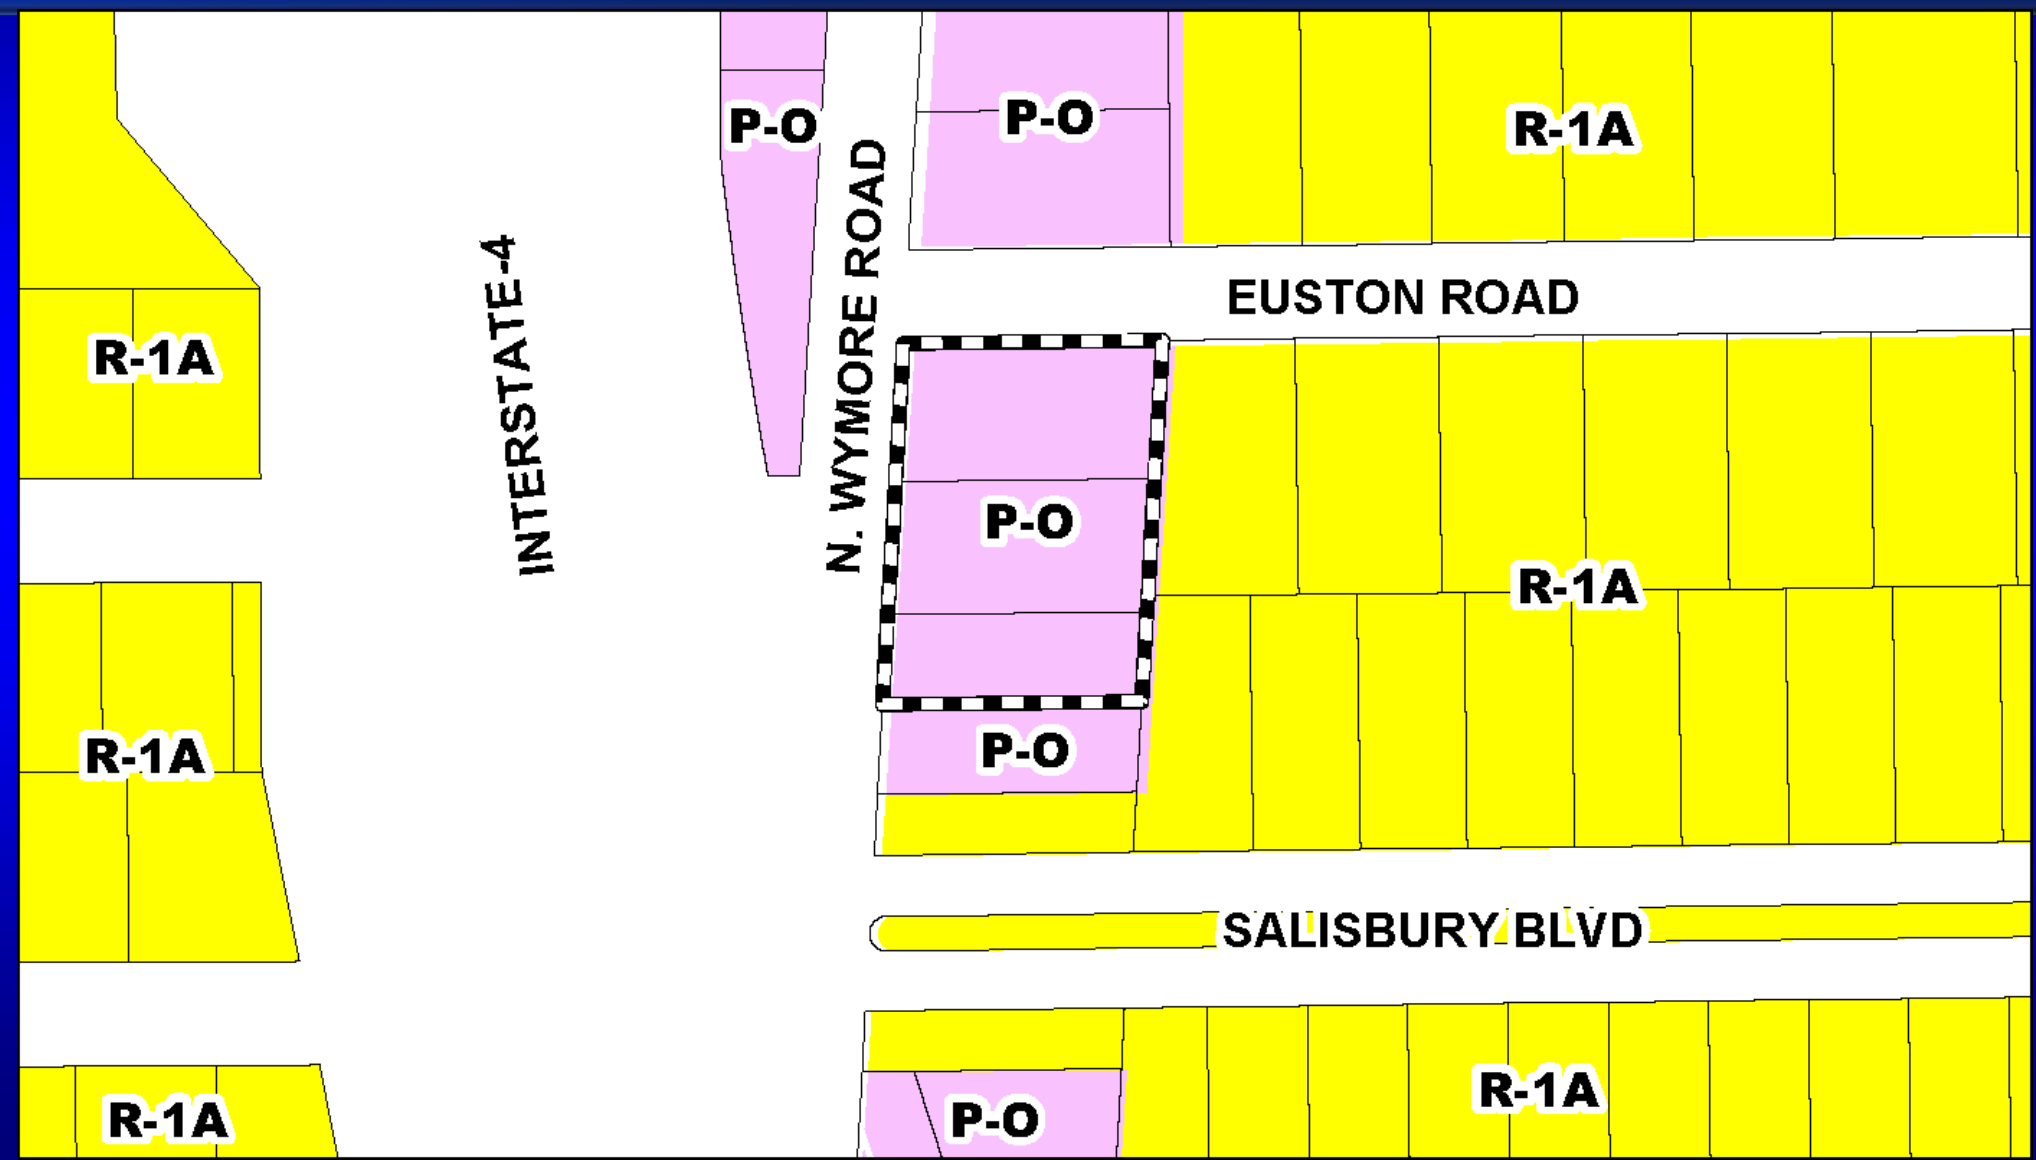 P-O
P-O
R-1A
N. WYMORE ROAD
INTERSTATE-4
EUSTON ROAD
R-1A
P-O
R-1A
P-O
R-1A
SALISBURY BLVD
R-1A
P-O
R-1A